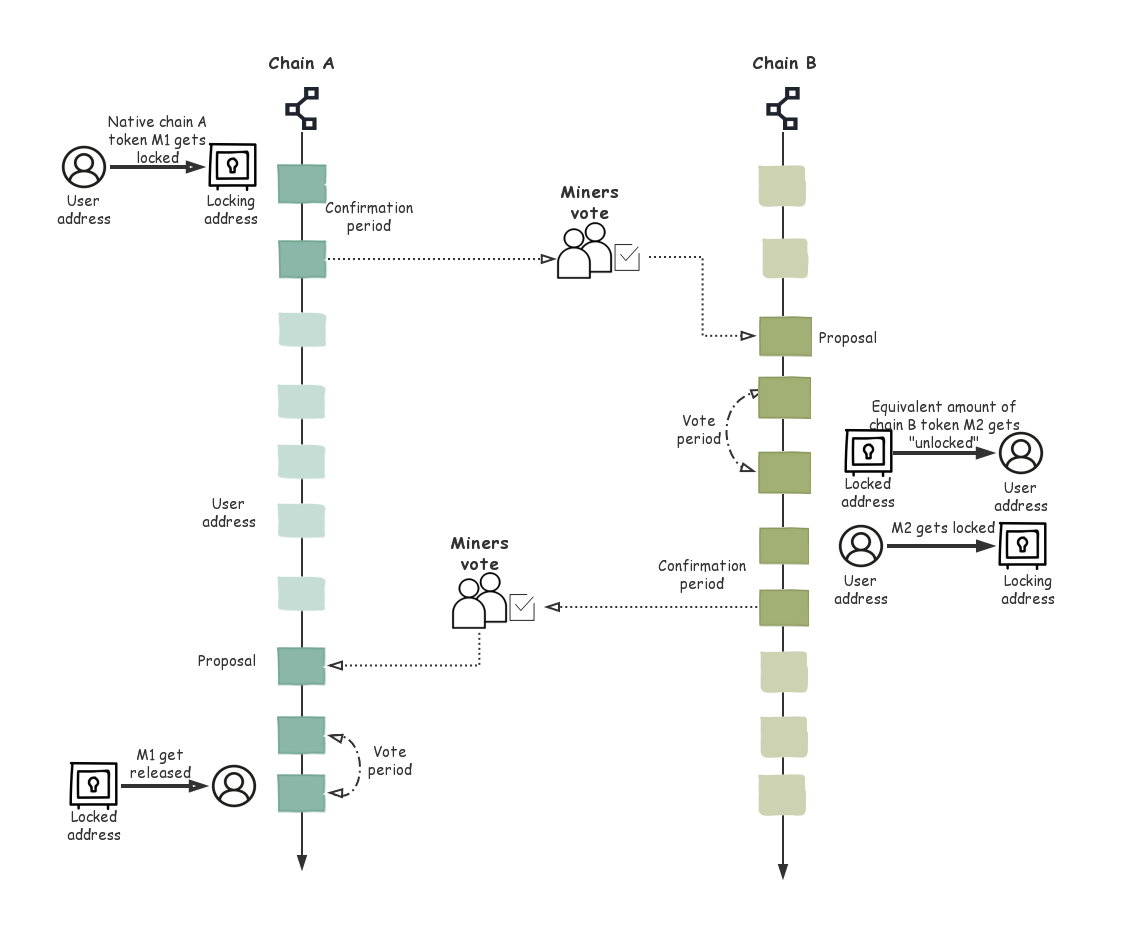 Chain A
Chain B
Native chain A
token M1 gets
locked
User
address
Locking
address
Confirmation
period
Miners
vote
Proposal
Vote
period
Equivalent amount of
chain B token M2 gets
"unlocked"
Locked
address
User
address
User
address
M2 gets locked
User
address
Locking
address
Miners
vote
Confirmation
period
Proposal
M1 get
released
Locked
address
Vote
period